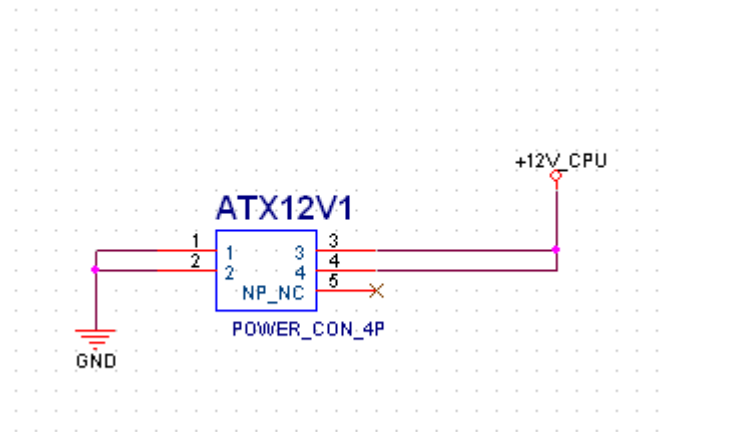 +12V_CPU
ATX12V1
1 1 3 3
2 2 4 4
NP_NC 5
POWER_CON_4P
GND